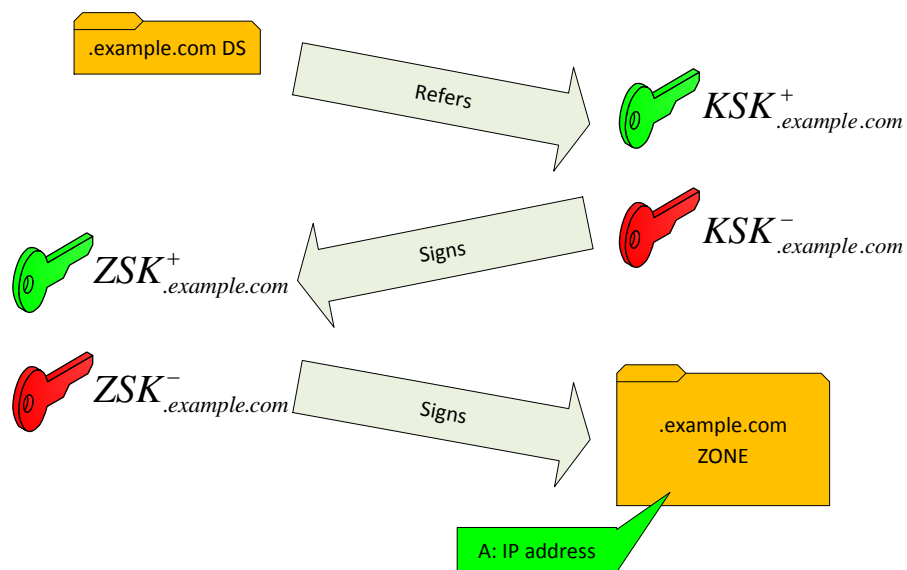 .example.com DS
Refers
KSK+.example.com
KSK−.example.com
Signs
ZSK+.example.com
ZSK−.example.com
Signs
.example.com
ZONE
A: IP address